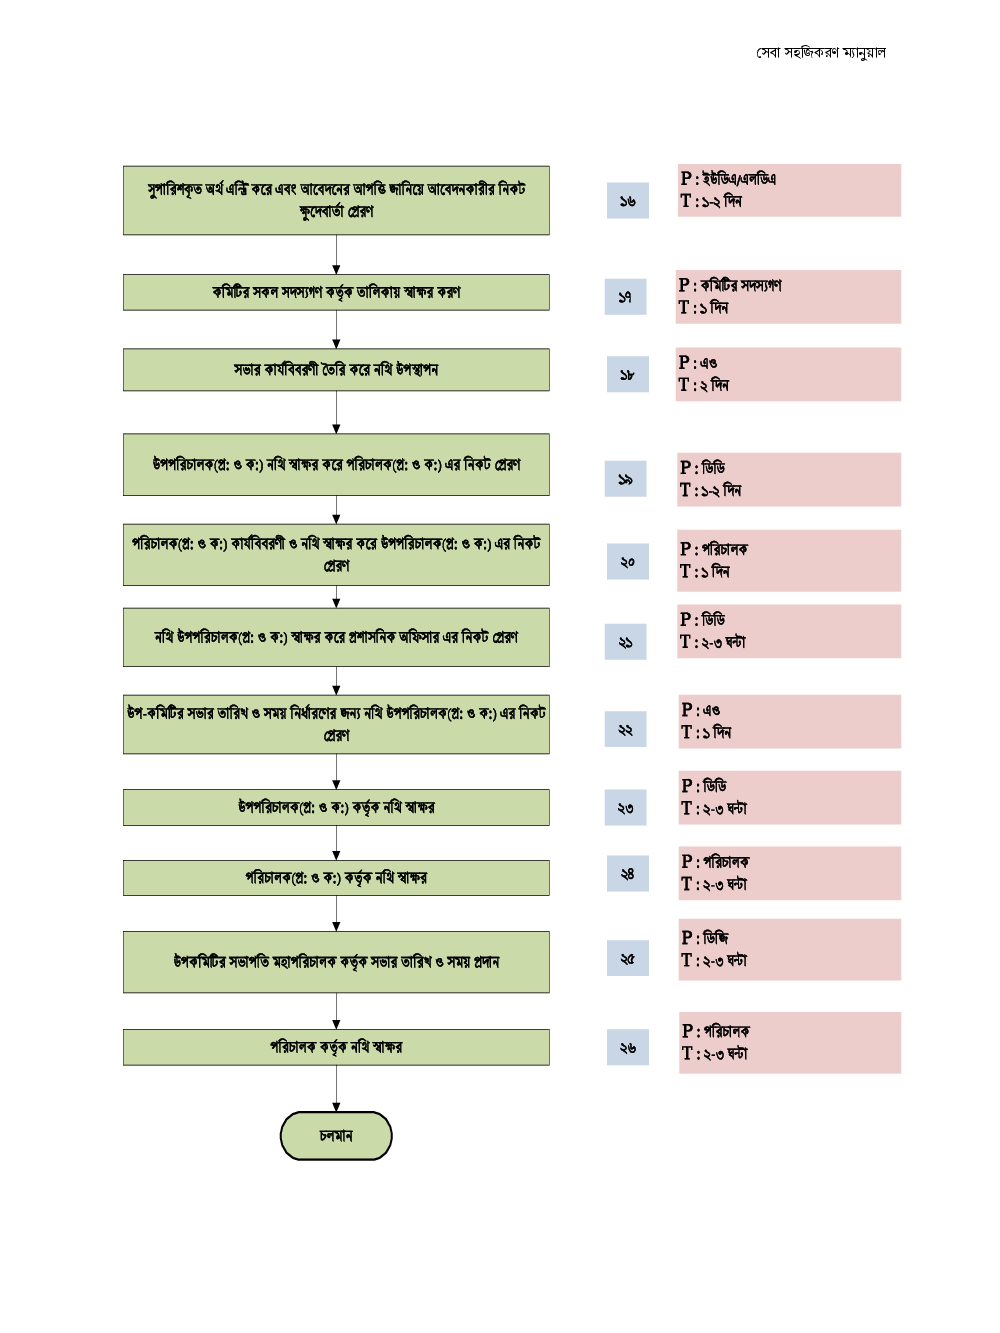 সেবা সহজিকরণ ম্যানুয়াল
সুপারিশকৃত অর্থ এন্ট্রি করে এবং আবেদনের আপত্তি জানিয়ে আবেদনকারীর নিকট
ক্ষুদেবার্তা প্রেরণ
১৬
P : ইউডিএ/এলডিএ
T : ১-২ দিন
কমিটির সকল সদস্যগণ কর্তৃক তালিকায় স্বাক্ষর করণ
১৭
P : কমিটির সদস্যগণ
T : ১ দিন
সভার কার্যবিবরণী তৈরি করে নথি উপস্থাপন
১৮
P : এও
T : ২ দিন
উপপরিচালক(প্র: ও ক:) নথি স্বাক্ষর করে পরিচালক(প্র: ও ক:) এর নিকট প্রেরণ
১৯
P : ডিডি
T : ১-২ দিন
পরিচালক(প্র: ও ক:) কার্যবিবরণী ও নথি স্বাক্ষর করে উপপরিচালক(প্র: ও ক:) এর নিকট
প্রেরণ
২০
P : পরিচালক
T : ১ দিন
নথি উপপরিচালক(প্র: ও ক:) স্বাক্ষর করে প্রশাসনিক অফিসার এর নিকট প্রেরণ
২১
P : ডিডি
T : ২-৩ ঘন্টা
উপ-কমিটির সভার তারিখ ও সময় নির্ধারণের জন্য নথি উপপরিচালক(প্র: ও ক:) এর নিকট
প্রেরণ
২২
P : এও
T : ১ দিন
উপপরিচালক(প্র: ও ক:) কর্তৃক নথি স্বাক্ষর
২৩
P : ডিডি
T : ২-৩ ঘন্টা
পরিচালক(প্র: ও ক:) কর্তৃক নথি স্বাক্ষর
২৪
P : পরিচালক
T : ২-৩ ঘন্টা
উপকমিটির সভাপতি মহাপরিচালক কর্তৃক সভার তারিখ ও সময় প্রদান
২৫
P : ডিজি
T : ২-৩ ঘন্টা
পরিচালক কর্তৃক নথি স্বাক্ষর
২৬
P : পরিচালক
T : ২-৩ ঘন্টা
চলমান